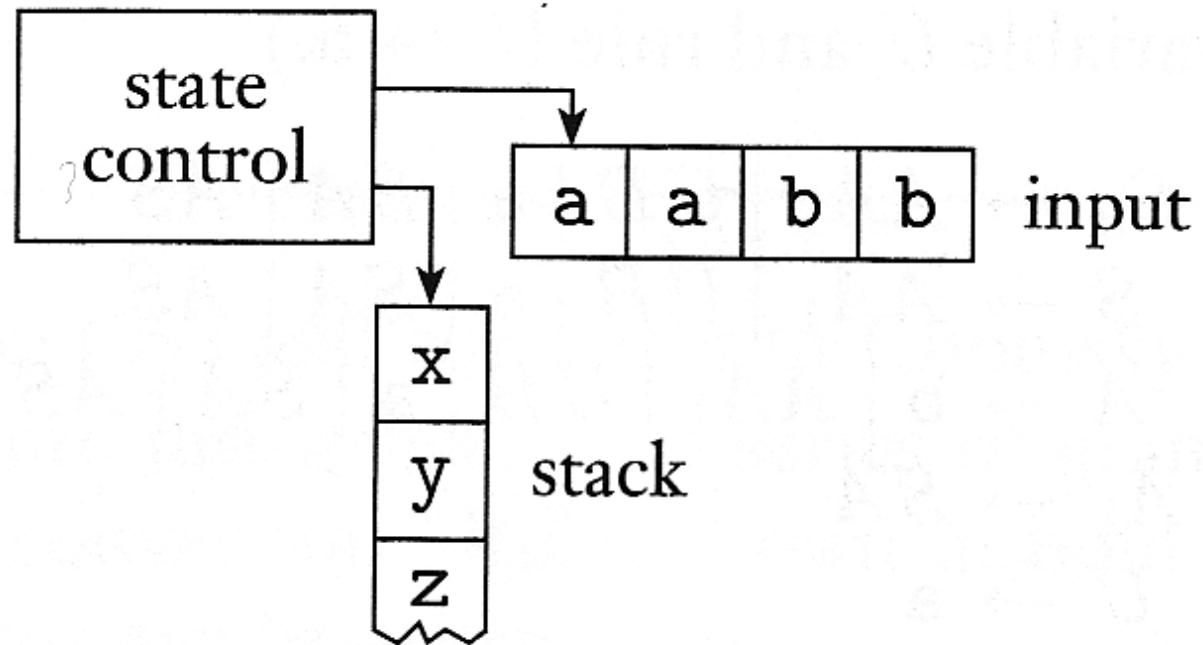 state
control
a a b b input
x
y stack
z